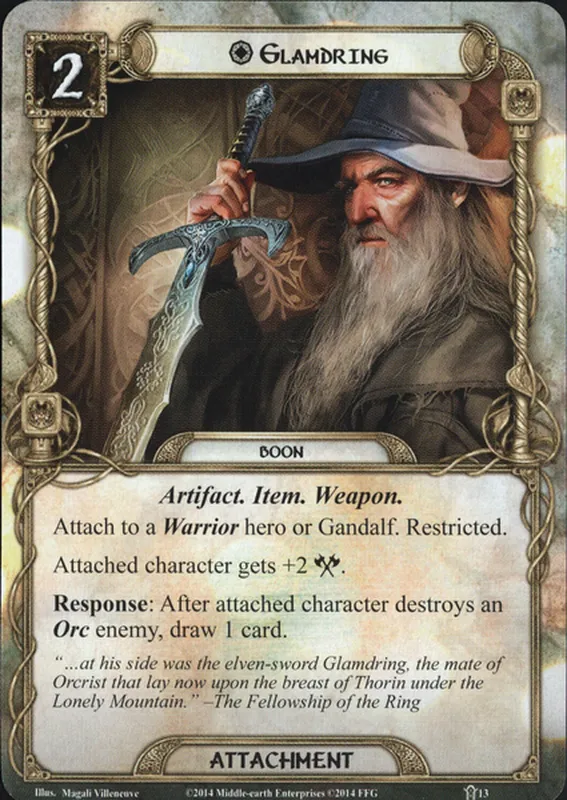 2
GLAMDRING
BOON
Artifact. Item. Weapon.
Attach to a Warrior hero or Gandalf. Restricted.
Attached character gets +2 .
Response: After attached character destroys an
Orc enemy, draw 1 card.
“...at his side was the elven-sword Glamdring, the mate of
Orcrist that lay now upon the breast of Thorin under the
Lonely Mountain.” –The Fellowship of the Ring
ATTACHMENT
Illus. Magali Villeneuve ©2014 Middle-earth Enterprises ©2014 FFG 13